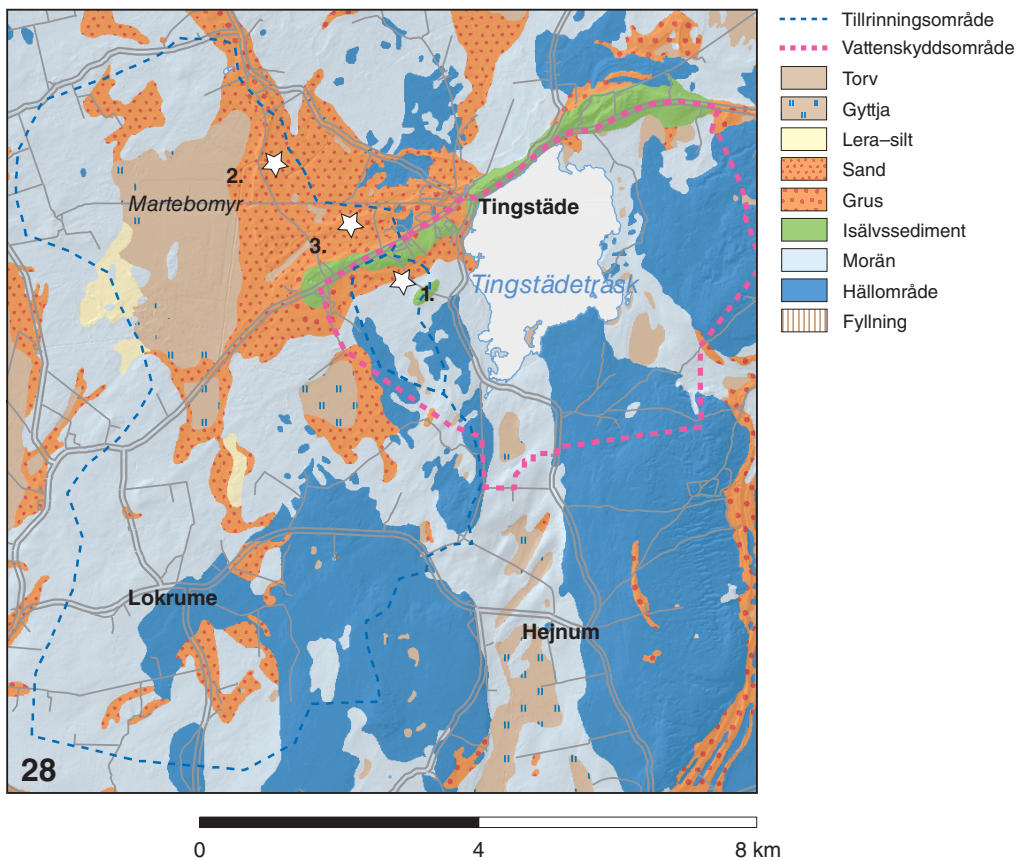 Tillrinningsområde
Vattenskyddsområde
Torv
Gyttja
Lera–silt
Sand
Grus
Isälvssediment
Morän
Hällområde
Fyllning
2.
Martebomyr
Tingstäde
3.
Tingstädeträsk
1.
Lokrume
Hejnum
28
0 4 8 km